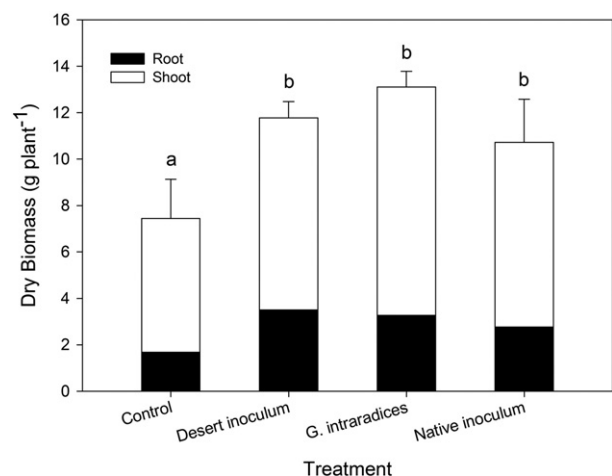 16
14
12
10
8
6
4
2
0
Dry Biomass (g plant⁻¹)
Root
Shoot
a
b
b
b
Control
Desert inoculum
G. intraradices
Native inoculum
Treatment